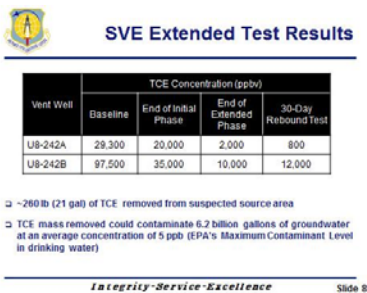 SVE Extended Test Results
TCE Concentration (ppbv)
Vent Well
Baseline
End of Initial
Phase
End of
Extended
Phase
30-Day
Rebound Test
U8-242A 29,300 20,000 2,000 800
U8-242B 97,500 35,000 10,000 12,000
~260 lb (21 gal) of TCE removed from suspected source area
TCE mass removed could contaminate 6.2 billion gallons of groundwater
at an average concentration of 5 ppb (EPA's Maximum Contaminant Level
in drinking water)
Integrity-Service-Excellence
Slide 8